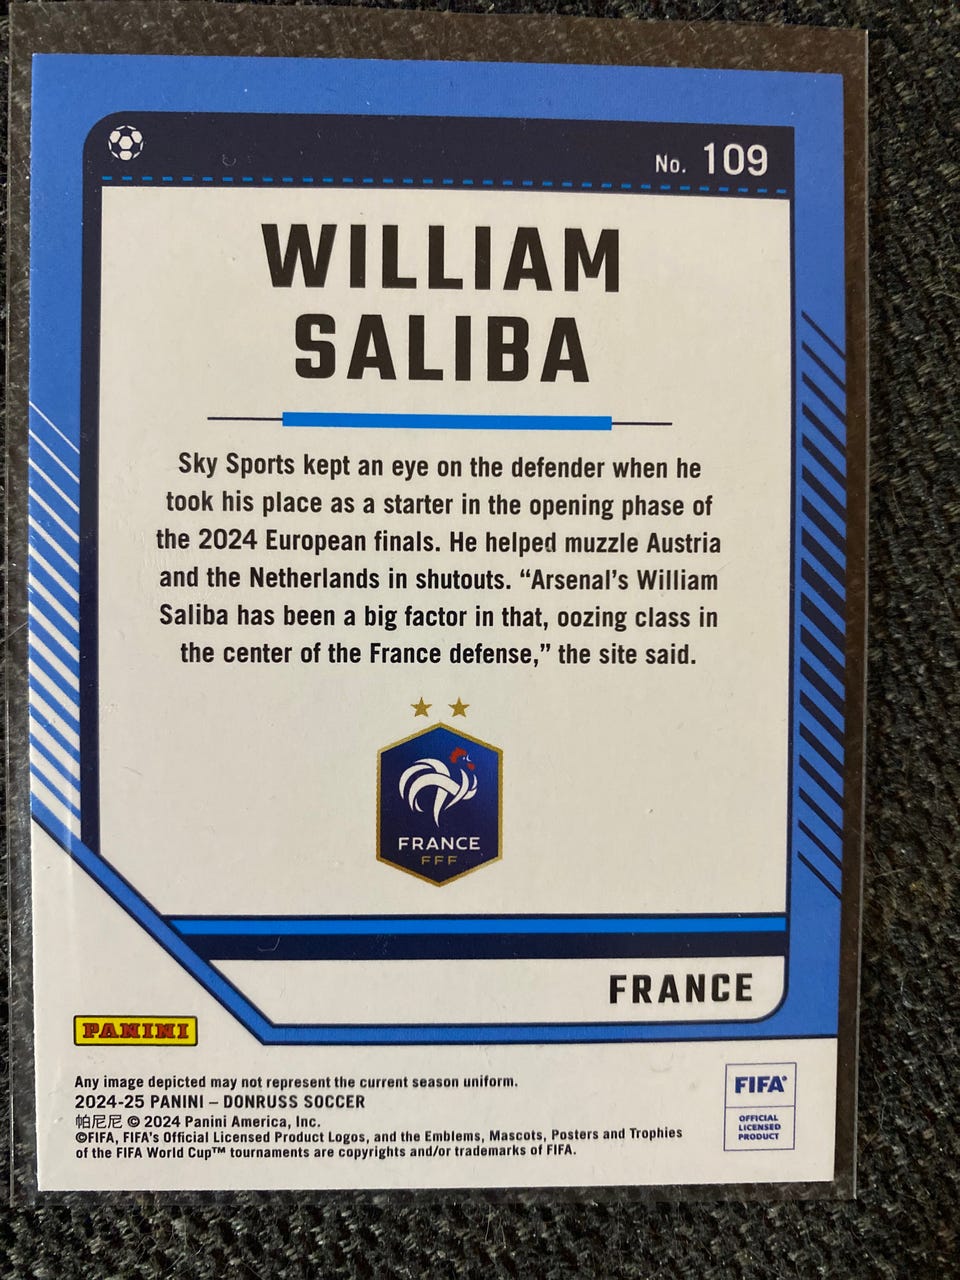 No. 109
WILLIAM
SALIBA
Sky Sports kept an eye on the defender when he
took his place as a starter in the opening phase of
the 2024 European finals. He helped muzzle Austria
and the Netherlands in shutouts. “Arsenal’s William
Saliba has been a big factor in that, oozing class in
the center of the France defense,” the site said.
FRANCE
FFF
FRANCE
PANINI
Any image depicted may not represent the current season uniform.
2024-25 PANINI – DONRUSS SOCCER
帕尼尼 © 2024 Panini America, Inc.
©FIFA, FIFA's Official Licensed Product Logos, and the Emblems, Mascots, Posters and Trophies
of the FIFA World Cup™ tournaments are copyrights and/or trademarks of FIFA.
FIFA®
OFFICIAL
LICENSED
PRODUCT